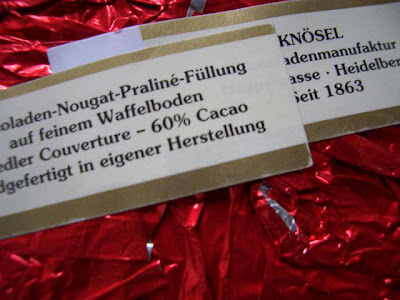 oladen-Nougat-Praliné-Füllung
auf feinem Waffelboden
edler Couverture – 60% Cacao
dgefertigt in eigener Herstellung
KNÖSEL
adenmanufaktur
asse · Heidelber
Seit 1863